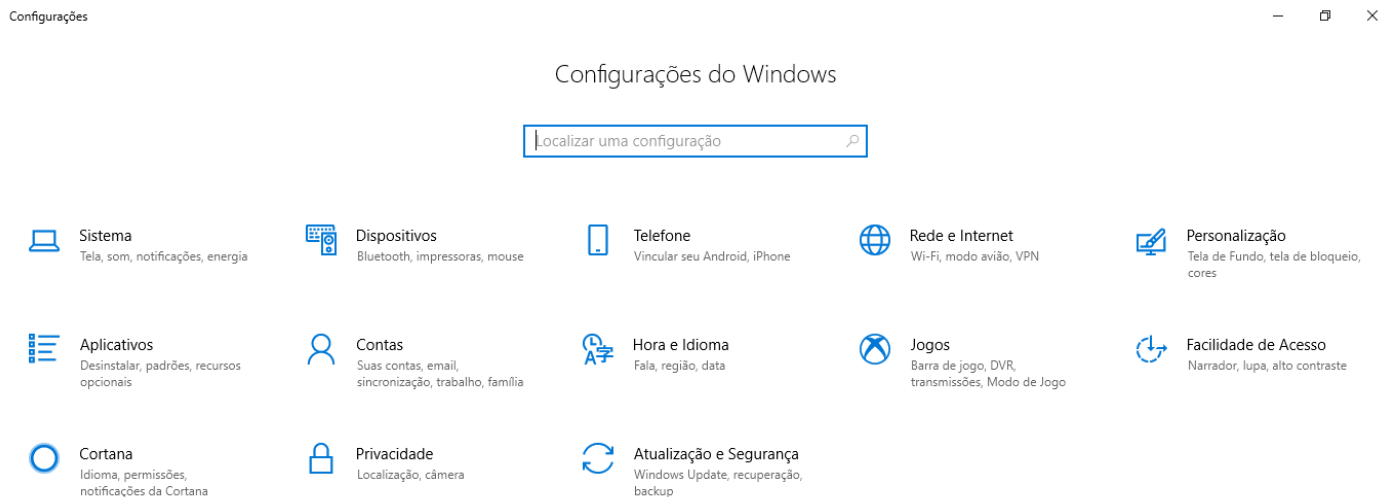 Configurações
Configurações do Windows
Localizar uma configuração
Sistema
Tela, som, notificações, energia
Dispositivos
Bluetooth, impressoras, mouse
Telefone
Vincular seu Android, iPhone
Rede e Internet
Wi-Fi, modo avião, VPN
Personalização
Tela de Fundo, tela de bloqueio,
cores
Aplicativos
Desinstalar, padrões, recursos
opcionais
Contas
Suas contas, email,
sincronização, trabalho, família
Hora e Idioma
Fala, região, data
Jogos
Barra de jogo, DVR,
transmissões, Modo de Jogo
Facilidade de Acesso
Narrador, lupa, alto contraste
Cortana
Idioma, permissões,
notificações da Cortana
Privacidade
Localização, câmera
Atualização e Segurança
Windows Update, recuperação,
backup